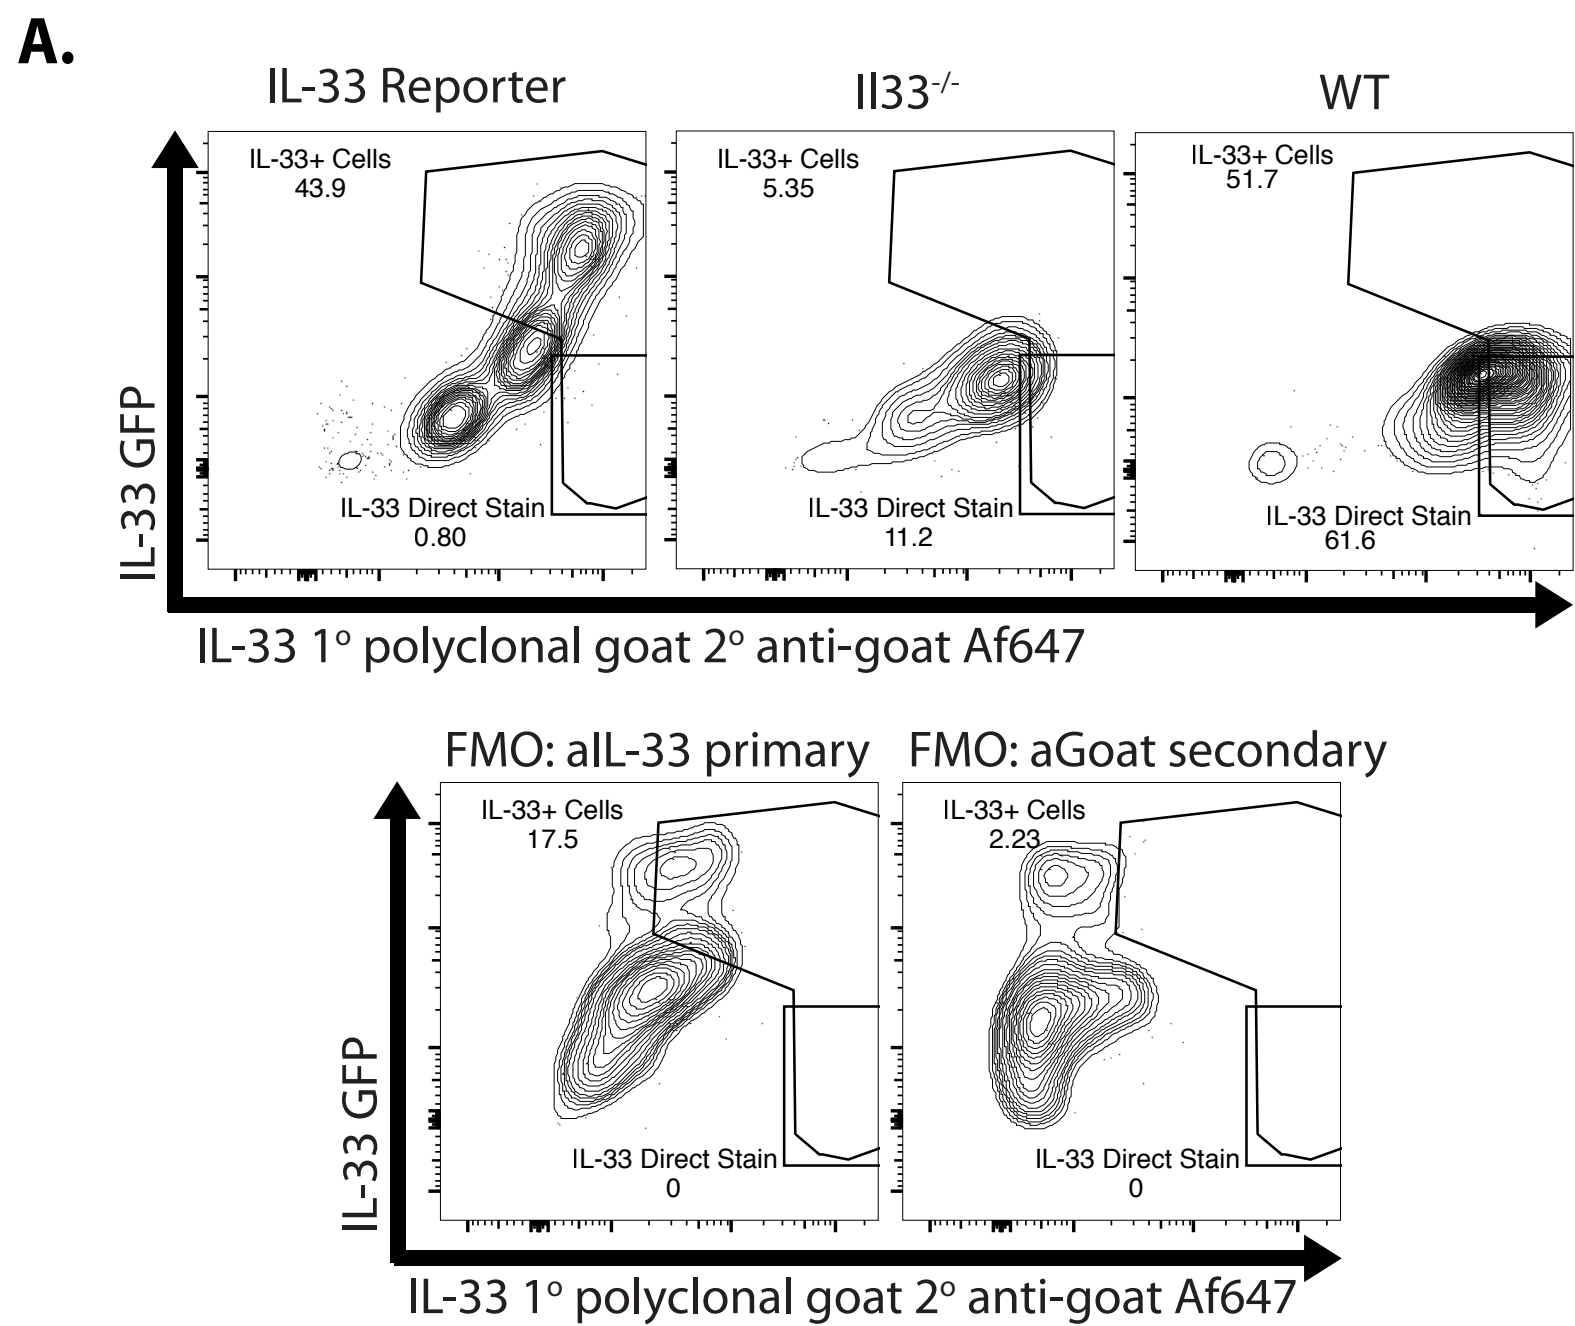 A.
IL-33 Reporter
Il33-/-
WT
IL-33+ Cells
43.9
IL-33+ Cells
5.35
IL-33+ Cells
51.7
IL-33 GFP
IL-33 Direct Stain
0.80
IL-33 Direct Stain
11.2
IL-33 Direct Stain
61.6
IL-33 1º polyclonal goat 2º anti-goat Af647
FMO: aIL-33 primary
FMO: aGoat secondary
IL-33+ Cells
17.5
IL-33+ Cells
2.23
IL-33 GFP
IL-33 Direct Stain
0
IL-33 Direct Stain
0
IL-33 1º polyclonal goat 2º anti-goat Af647